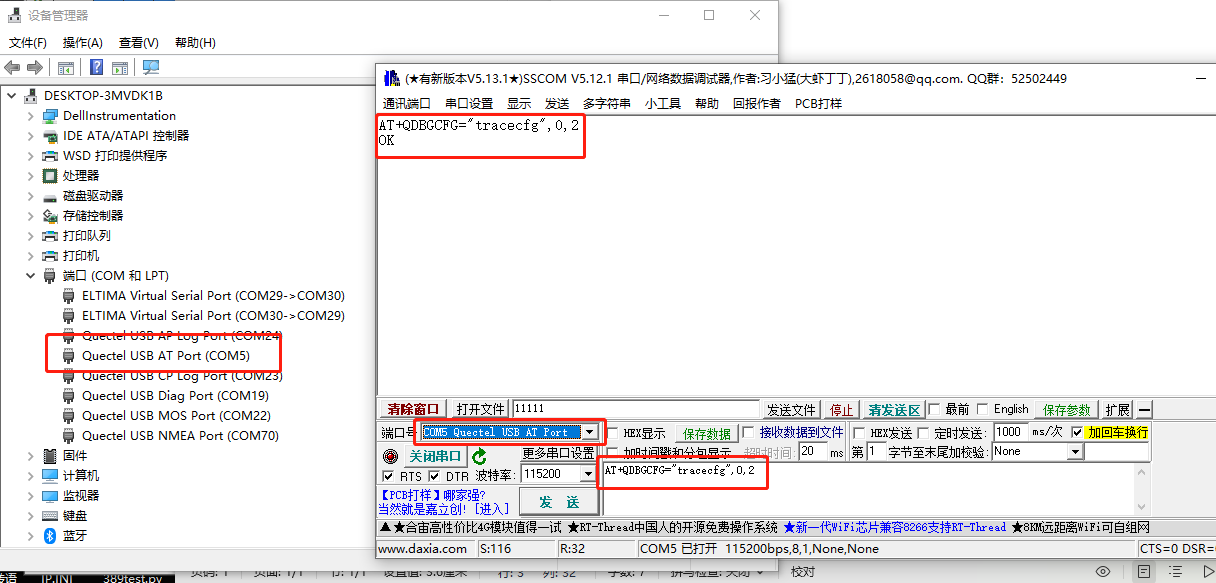 设备管理器
文件(F) 操作(A) 查看(V) 帮助(H)
DESKTOP-3MVDK1B
DellInstrumentation
IDE ATA/ATAPI 控制器
WSD 打印提供程序
处理器
磁盘驱动器
存储控制器
打印队列
打印机
端口 (COM 和 LPT)
ELTIMA Virtual Serial Port (COM29->COM30)
ELTIMA Virtual Serial Port (COM30->COM29)
Quectel USB AP Log Port (COM24)
Quectel USB AT Port (COM5)
Quectel USB CP Log Port (COM23)
Quectel USB Diag Port (COM19)
Quectel USB MOS Port (COM22)
Quectel USB NMEA Port (COM70)
固件
计算机
监视器
键盘
蓝牙
(★有新版本V5.13.1★)SSCOM V5.12.1 串口/网络数据调试器,作者:习小猛(大虾丁丁),2618058@qq.com. QQ群: 52502449
通讯端口 串口设置 显示 发送 多字符串 小工具 帮助 回报作者 PCB打样
AT+QDBGCFG="tracecfg",0,2
OK
清除窗口 打开文件 11111 发送文件 停止 清发送区 最前 English 保存参数 扩展 —
端口号 COM5 Quectel USB AT Port HEX显示 保存数据 接收数据到文件 HEX发送 定时发送: 1000 ms/次 加回车换行
关闭串口 更多串口设置 加时间戳和分包显示 超时时间: 20 ms 第 1 字节至末尾加校验: None
RTS DTR 波特率: 115200 AT+QDBGCFG="tracecfg",0,2
【PCB打样】哪家强?
当然就是嘉立创! [进入]
发 送
▲★合宙高性价比4G模块值得一试 ★RT-Thread中国人的开源免费操作系统 ★新一代WiFi芯片兼容8266支持RT-Thread ★8KM远距离WiFi可自组网
www.daxia.com S:116 R:32 COM5 已打开 115200bps,8,1,None,None CTS=0 DSR=
传语 IP.INI 389test.py 页码: 1 页面: 1/1 节: 1/1 设置值: 3.6厘米 行: 3 列: 32 字数: 7 拼写检查: 关闭 校对